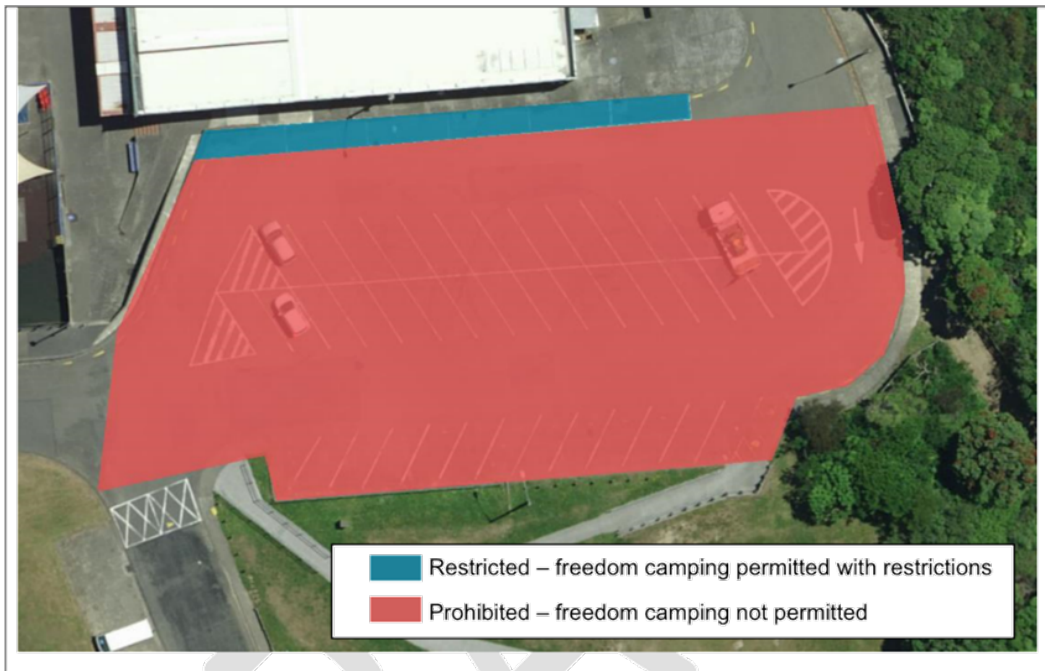 Restricted – freedom camping permitted with restrictions
Prohibited – freedom camping not permitted